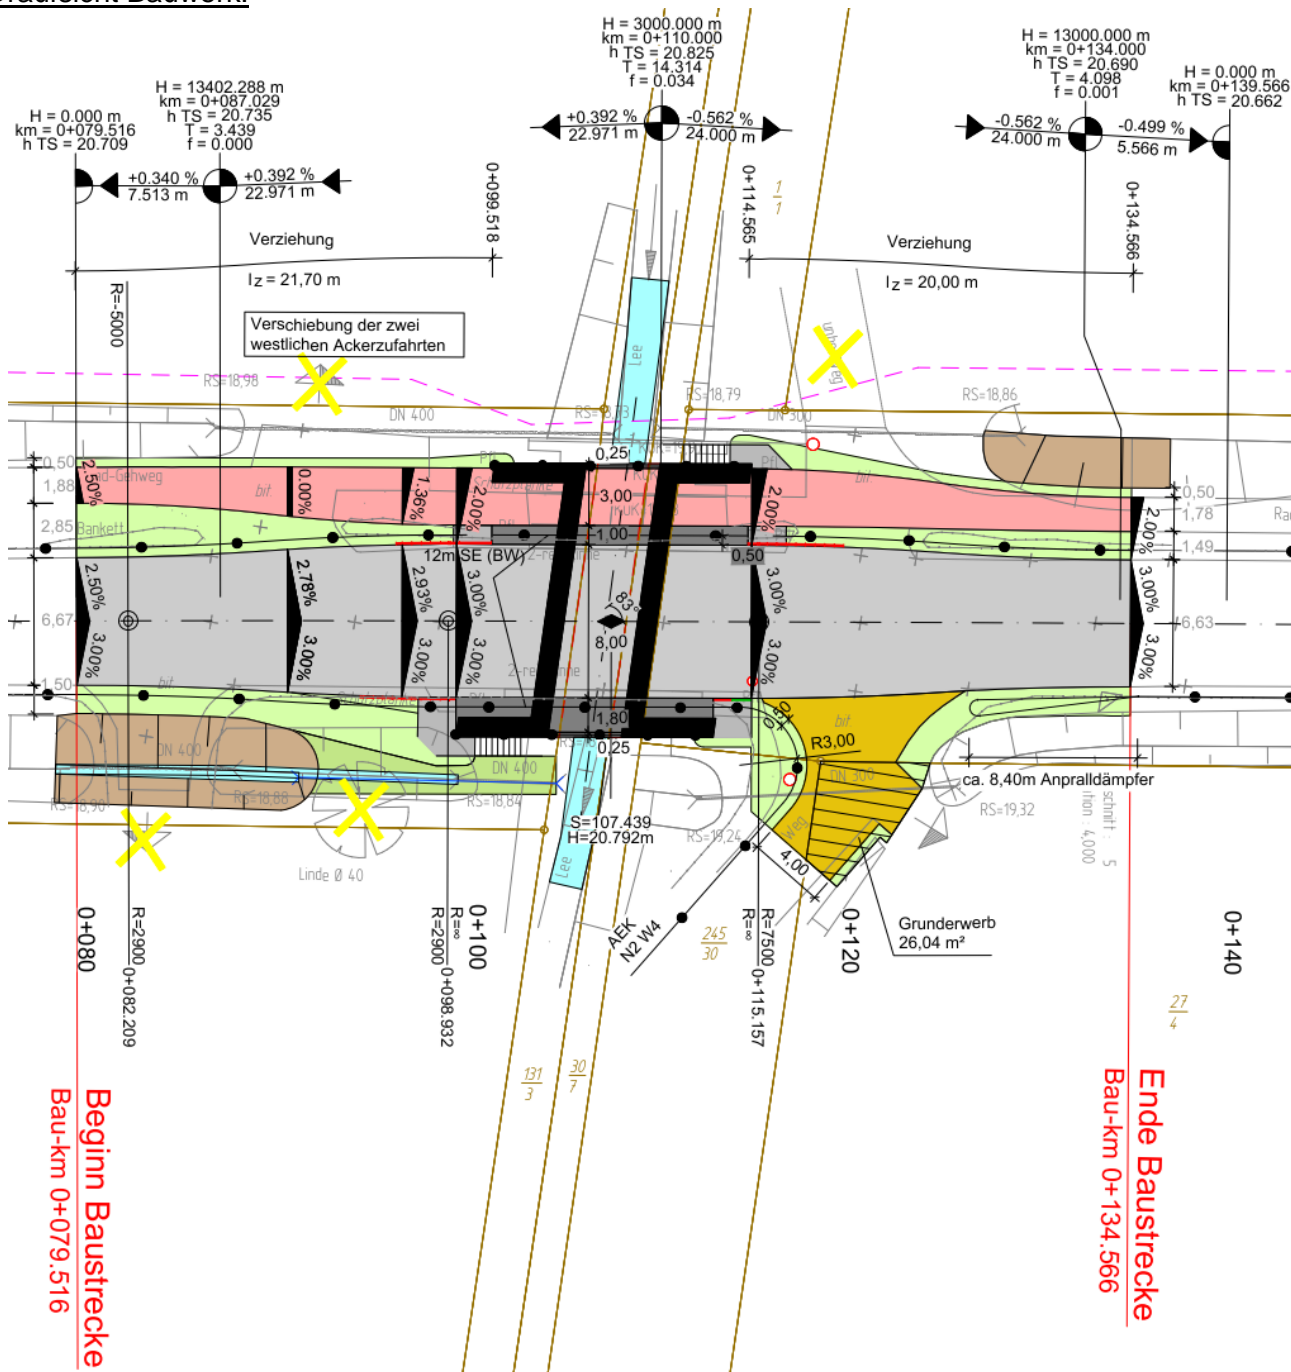 H = 3000.000 m
km = 0+110.000
h TS = 20.825
T = 14.314
f = 0.034
H = 13000.000 m
km = 0+134.000
h TS = 20.690
T = 4.098
f = 0.001
H = 0.000 m
km = 0+139.566
h TS = 20.662
H = 13402.288 m
km = 0+087.029
h TS = 20.735
T = 3.439
f = 0.000
H = 0.000 m
km = 0+079.516
h TS = 20.709
+0.340 %
7.513 m
+0.392 %
22.971 m
+0.392 %
22.971 m
-0.562 %
24.000 m
-0.562 %
24.000 m
-0.499 %
5.566 m
0+099.518
0+114.565
0+134.566
1
1
Verziehung
lz = 21,70 m
Verziehung
lz = 20,00 m
R=-5000
Verschiebung der zwei
westlichen Ackerzufahrten
Lee
RS=18,98
DN 400
RS=18,79
DN 300
RS=18,86
0,50
1,88
2,85
6,67
1,50
2.50%
0.00%
1.36%
2.00%
2.00%
2.00%
bit.
Bankett
Schutzplanke
Pfl
0,25
3,00
1,00
0,50
12m SE (BW)
83°
8,00
1,80
0,25
0,50
1,78
1,49
6,63
2.50%
3.00%
2.78%
3.00%
2.93%
3.00%
3.00%
3.00%
3.00%
3.00%
3.00%
3.00%
bit.
Schutzplanke
bit.
0,50
R3,00
DN 400
DN 400
DN 300
RS=18,90
RS=18,88
RS=18,84
RS=19,24
RS=19,32
ca. 8,40m Anpralldämpfer
S=107.439
H=20.792m
Lee
Weg
4,00
Linde Ø 40
Grunderwerb
26,04 m²
AEK
N2 W4
245
30
27
4
131
3
30
7
0+080
0+100
0+120
0+140
R=2900
0+082.209
R=∞
R=2900
0+098.932
R=7500
R=∞
0+115.157
Beginn Baustrecke
Bau-km 0+079.516
Ende Baustrecke
Bau-km 0+134.566